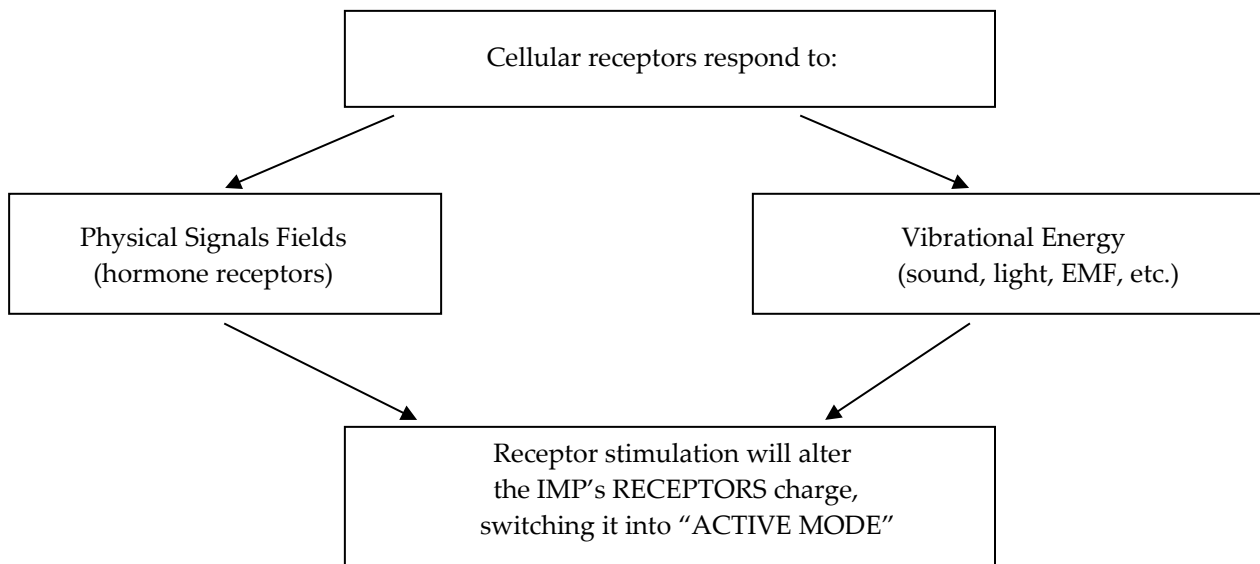 Cellular receptors respond to:
Physical Signals Fields
(hormone receptors)
Vibrational Energy
(sound, light, EMF, etc.)
Receptor stimulation will alter
the IMP’s RECEPTORS charge,
switching it into “ACTIVE MODE”